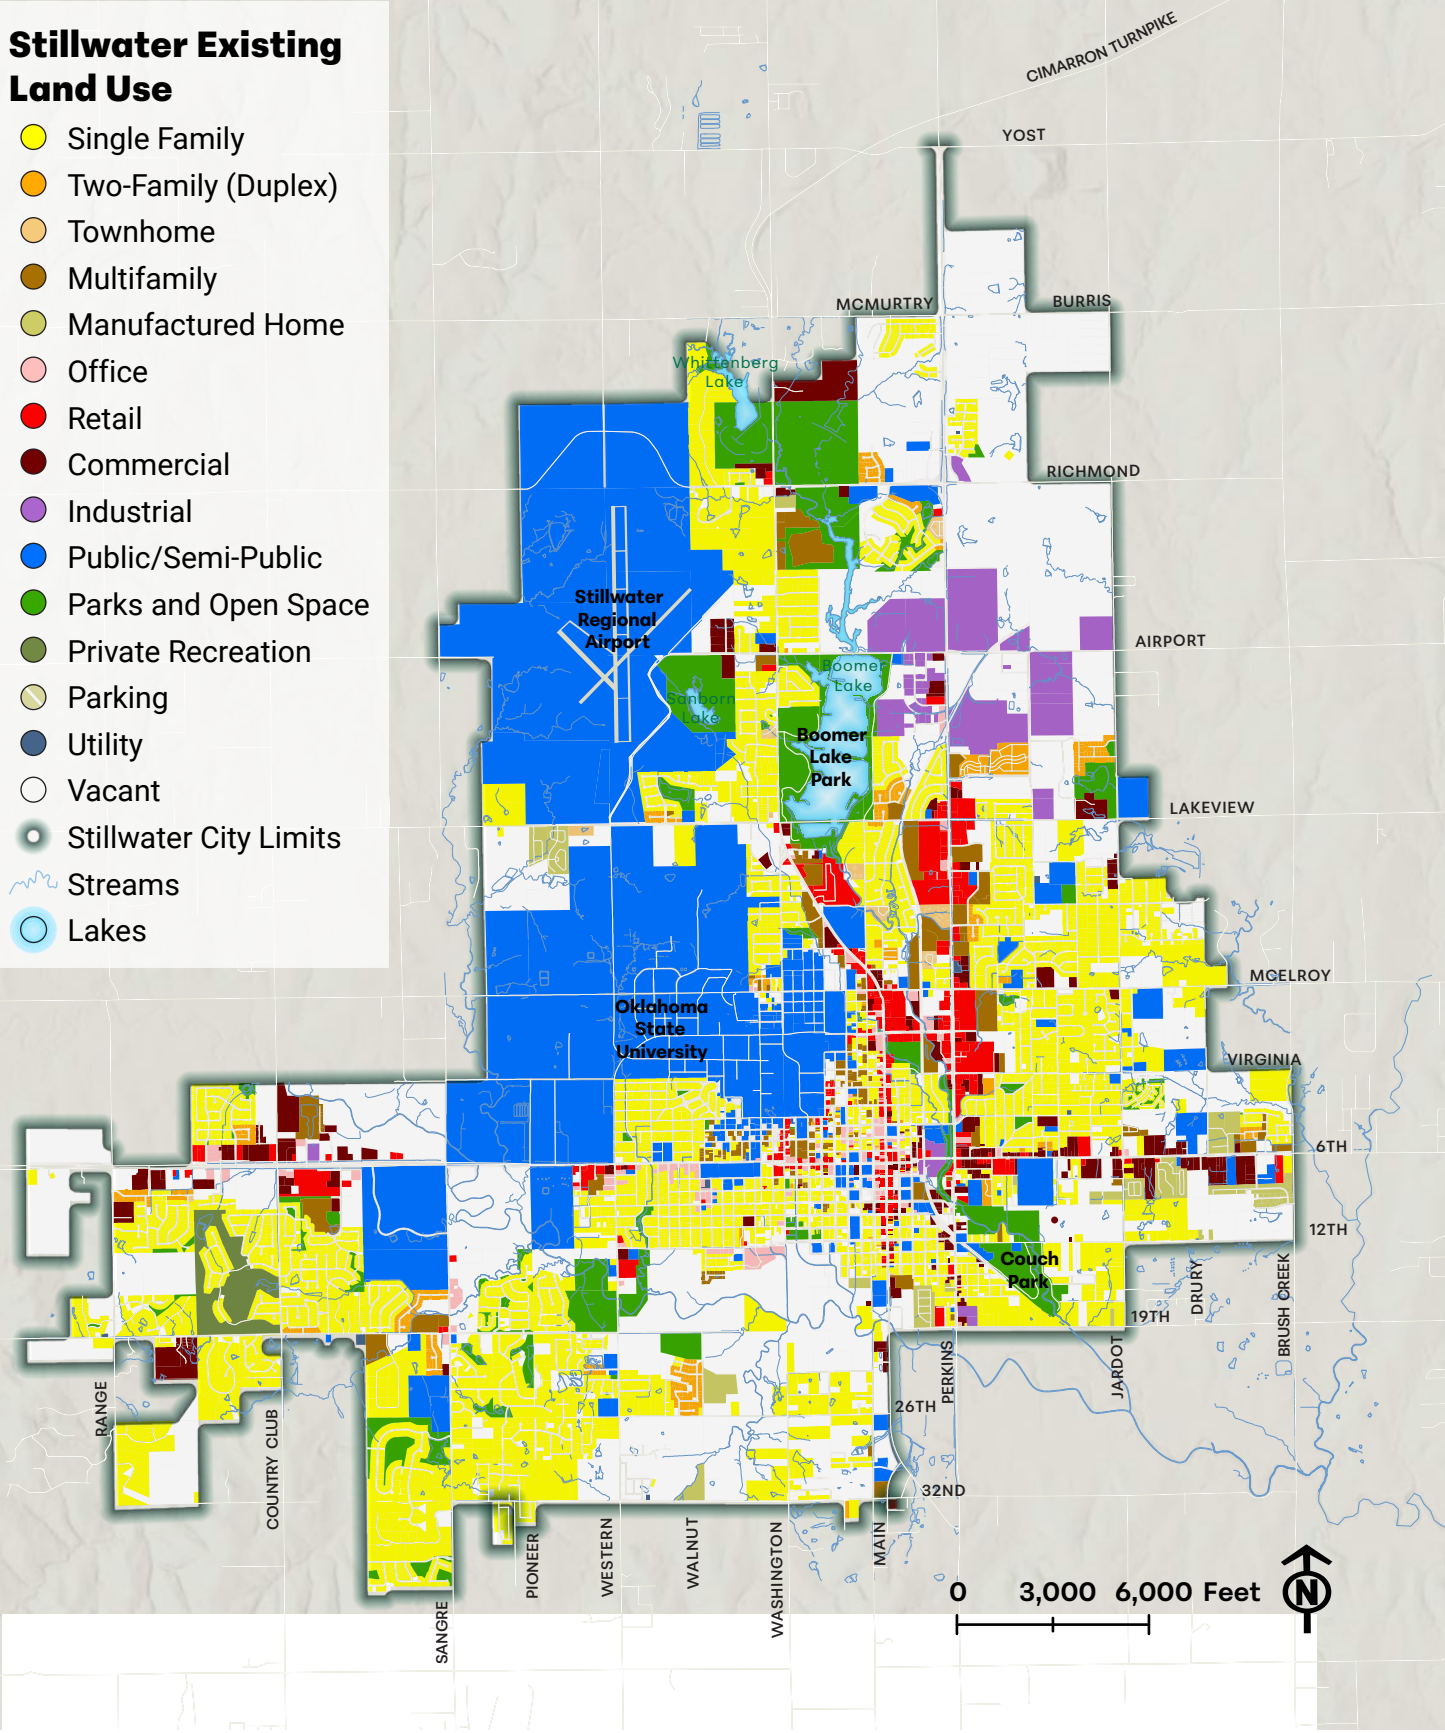 Stillwater Existing
Land Use
Single Family
Two-Family (Duplex)
Townhome
Multifamily
Manufactured Home
Office
Retail
Commercial
Industrial
Public/Semi-Public
Parks and Open Space
Private Recreation
Parking
Utility
Vacant
Stillwater City Limits
Streams
Lakes
CIMARRON TURNPIKE
YOST
MCMURTRY
BURRIS
Whittenberg
Lake
RICHMOND
Stillwater
Regional
Airport
AIRPORT
Boomer
Lake
Sanborn
Lake
Boomer
Lake
Park
LAKEVIEW
MCELROY
Oklahoma
State
University
VIRGINIA
6TH
12TH
Couch
Park
19TH
DRURY
BRUSH CREEK
JARDOT
PERKINS
RANGE
COUNTRY CLUB
26TH
32ND
SANGRE
PIONEER
WESTERN
WALNUT
WASHINGTON
MAIN
0 3,000 6,000 Feet
N